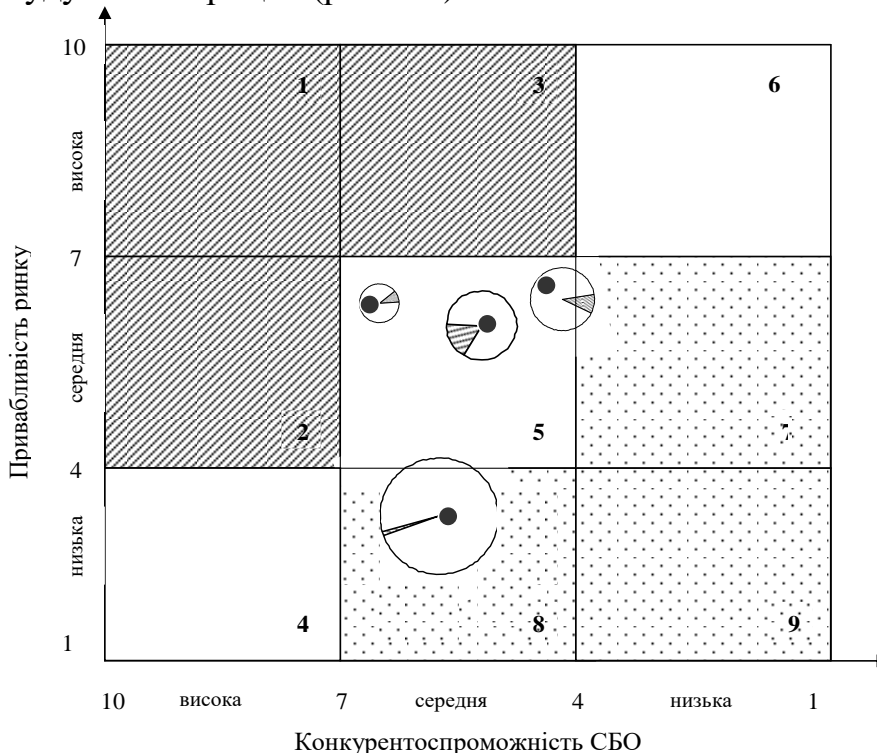 10
1
3
6
висока
7
Привабливість ринку
середня
2
5
4
низька
4
8
9
1
10
висока
7
середня
4
низька
1
Конкурентоспроможність СБО